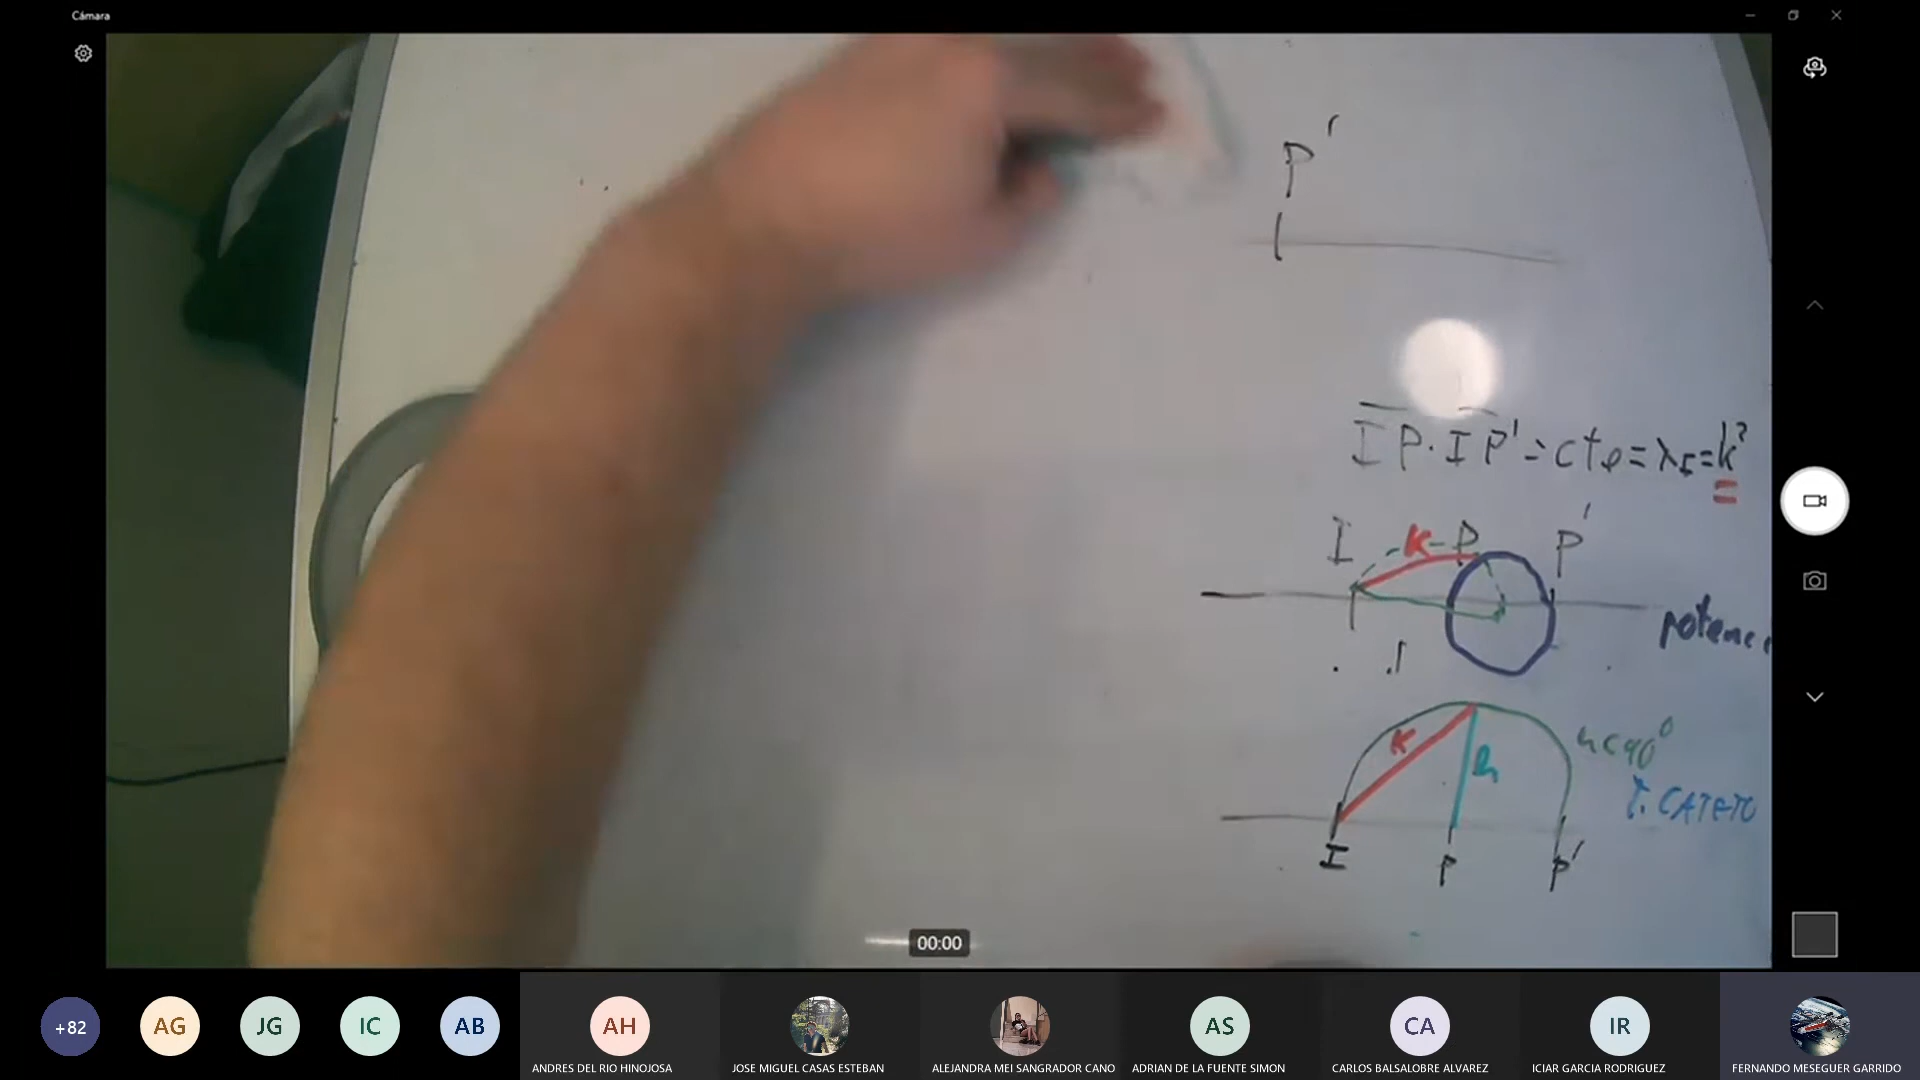 Cámara
P'
IP · IP' = cte = λI = k²
I K P P'
potenc
K h <90°
T. CATETO
I P P'
00:00
+82 AG JG IC AB AH AS CA IR
ANDRES DEL RIO HINOJOSA JOSE MIGUEL CASAS ESTEBAN ALEJANDRA MEI SANGRADOR CANO ADRIAN DE LA FUENTE SIMON CARLOS BALSALOBRE ALVAREZ ICIAR GARCIA RODRIGUEZ FERNANDO MESEGUER GARRIDO